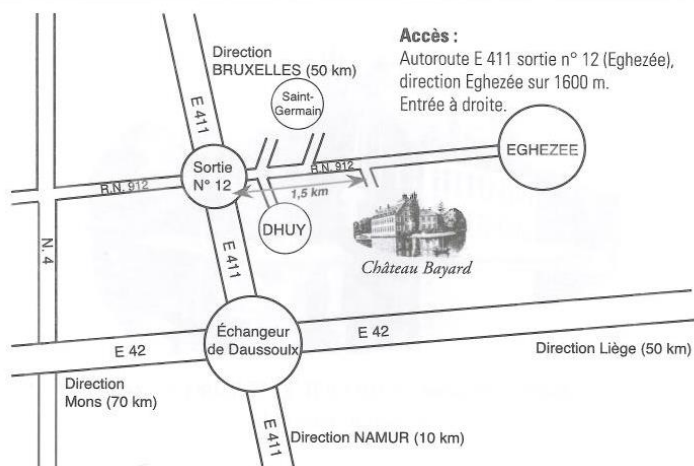 Accès :
Autoroute E 411 sortie n° 12 (Eghezée),
direction Eghezée sur 1600 m.
Entrée à droite.
Direction
BRUXELLES (50 km)
E 411
Saint-
Germain
EGHEZEE
Sortie
N° 12
R.N. 912
R.N. 912
1,5 km
DHUY
Château Bayard
N. 4
E 411
Échangeur
de Daussoulx
E 42
E 42
Direction Liège (50 km)
Direction
Mons (70 km)
E 411
Direction NAMUR (10 km)